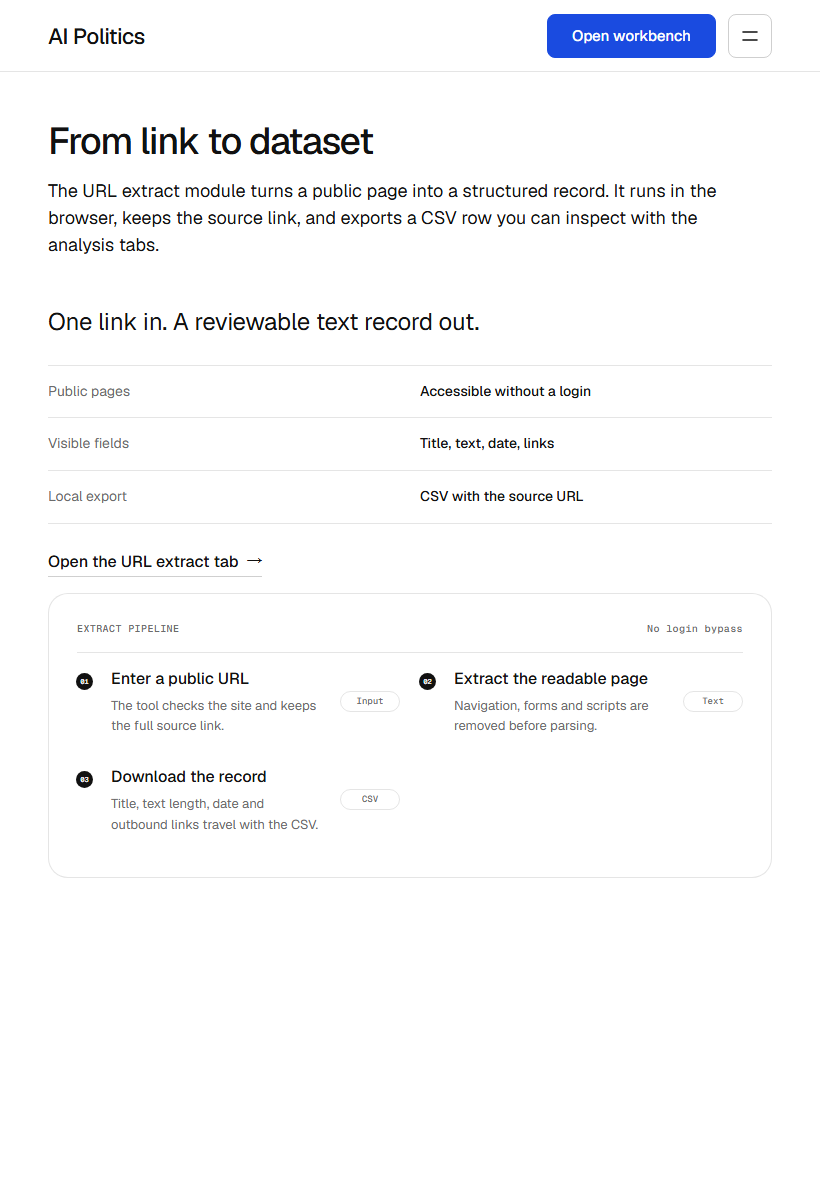 AI Politics
Open workbench
From link to dataset
The URL extract module turns a public page into a structured record. It runs in the
browser, keeps the source link, and exports a CSV row you can inspect with the
analysis tabs.
One link in. A reviewable text record out.
Public pages
Accessible without a login
Visible fields
Title, text, date, links
Local export
CSV with the source URL
Open the URL extract tab →
EXTRACT PIPELINE
No login bypass
01
Enter a public URL
The tool checks the site and keeps
the full source link.
Input
02
Extract the readable page
Navigation, forms and scripts are
removed before parsing.
Text
03
Download the record
Title, text length, date and
outbound links travel with the CSV.
CSV